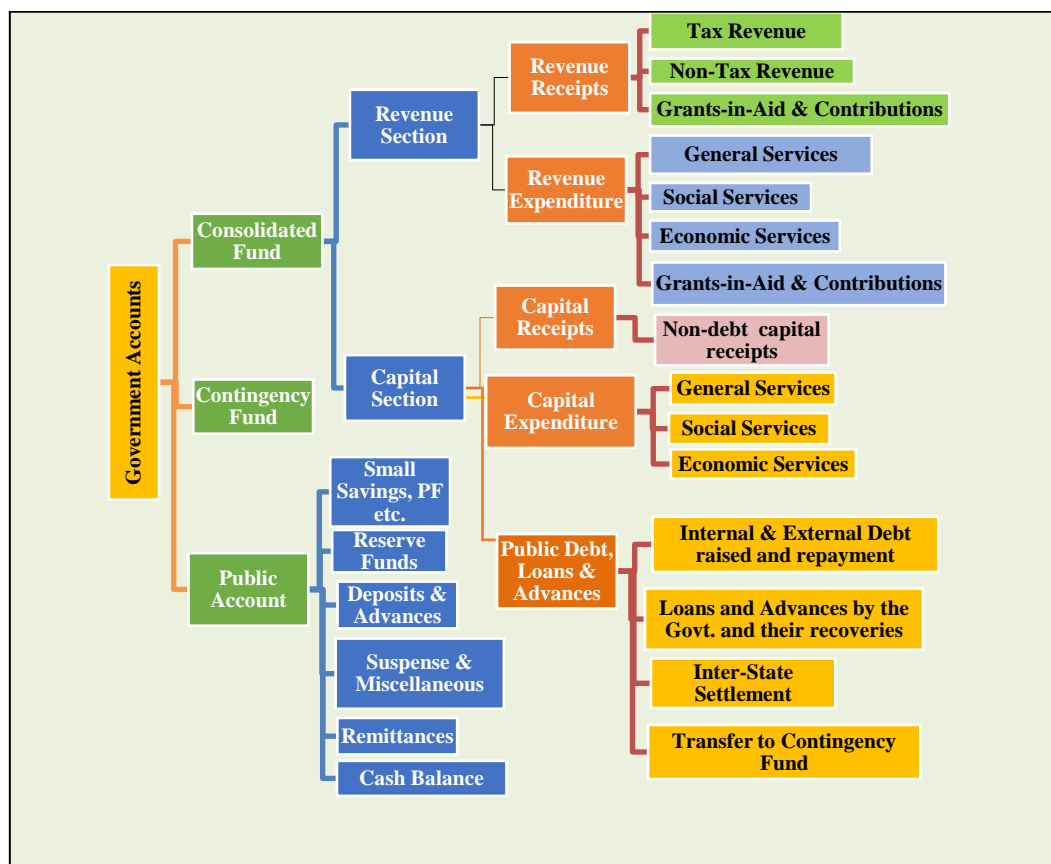 Government Accounts
Consolidated
Fund
Contingency
Fund
Public
Account
Revenue
Section
Capital
Section
Small
Savings, PF
etc.
Reserve
Funds
Deposits &
Advances
Suspense &
Miscellaneous
Remittances
Cash Balance
Revenue
Receipts
Revenue
Expenditure
Capital
Receipts
Capital
Expenditure
Public Debt,
Loans &
Advances
Tax Revenue
Non-Tax Revenue
Grants-in-Aid & Contributions
General Services
Social Services
Economic Services
Grants-in-Aid & Contributions
Non-debt capital
receipts
General Services
Social Services
Economic Services
Internal & External Debt
raised and repayment
Loans and Advances by the
Govt. and their recoveries
Inter-State
Settlement
Transfer to Contingency
Fund